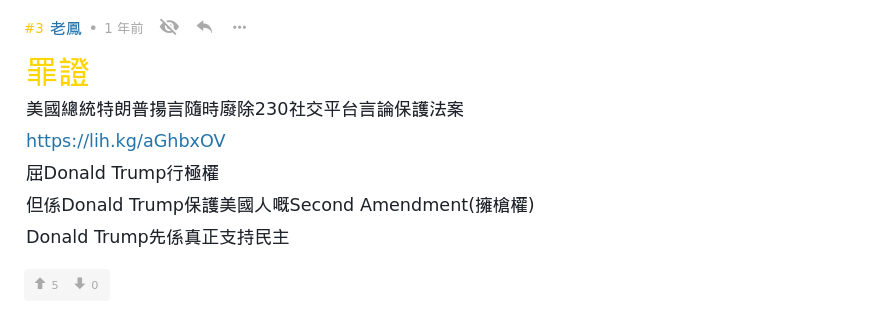 #3 老鳳 • 1 年前
罪證
美國總統特朗普揚言隨時廢除230社交平台言論保護法案
https://lih.kg/aGhbxOV
屈Donald Trump行極權
但係Donald Trump保護美國人嘅Second Amendment(擁槍權)
Donald Trump先係真正支持民主
5 0